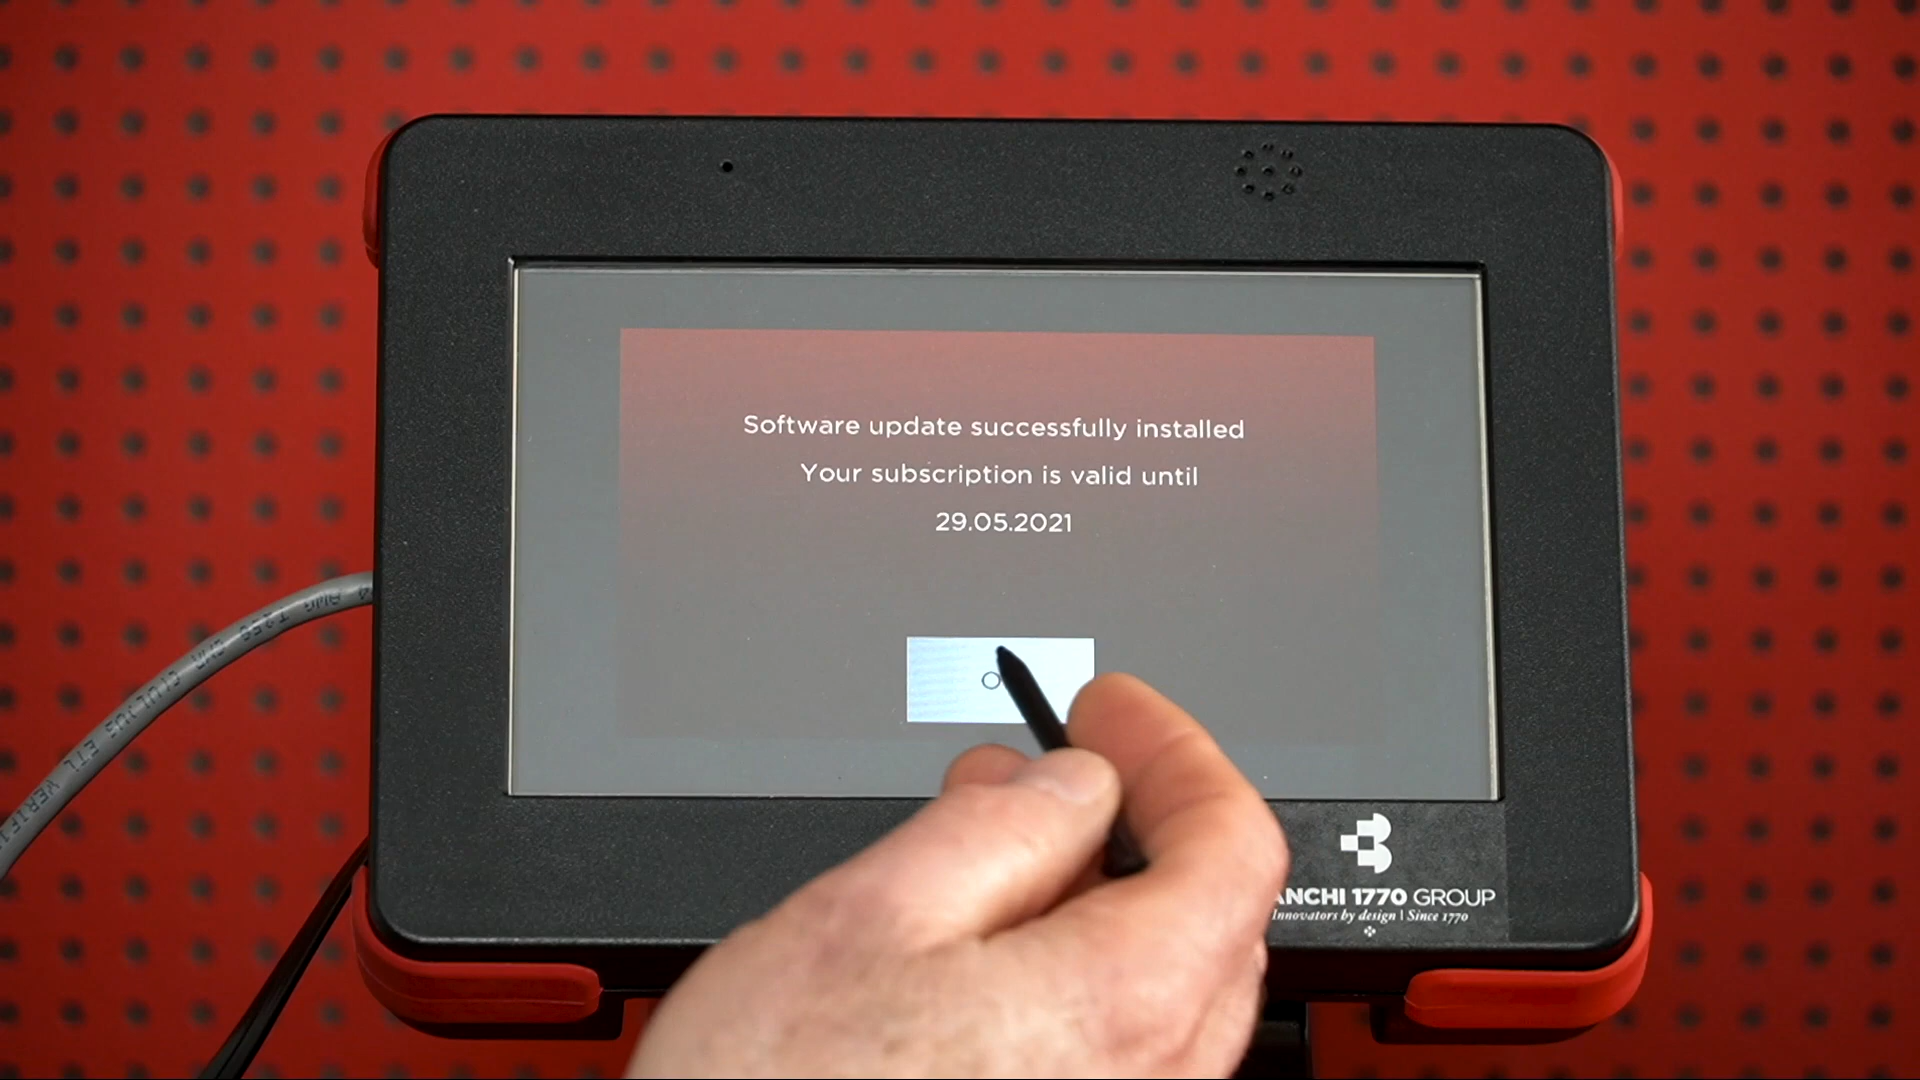 Software update successfully installed
Your subscription is valid until
29.05.2021
1770 GROUP
Innovators by design | Since 1770